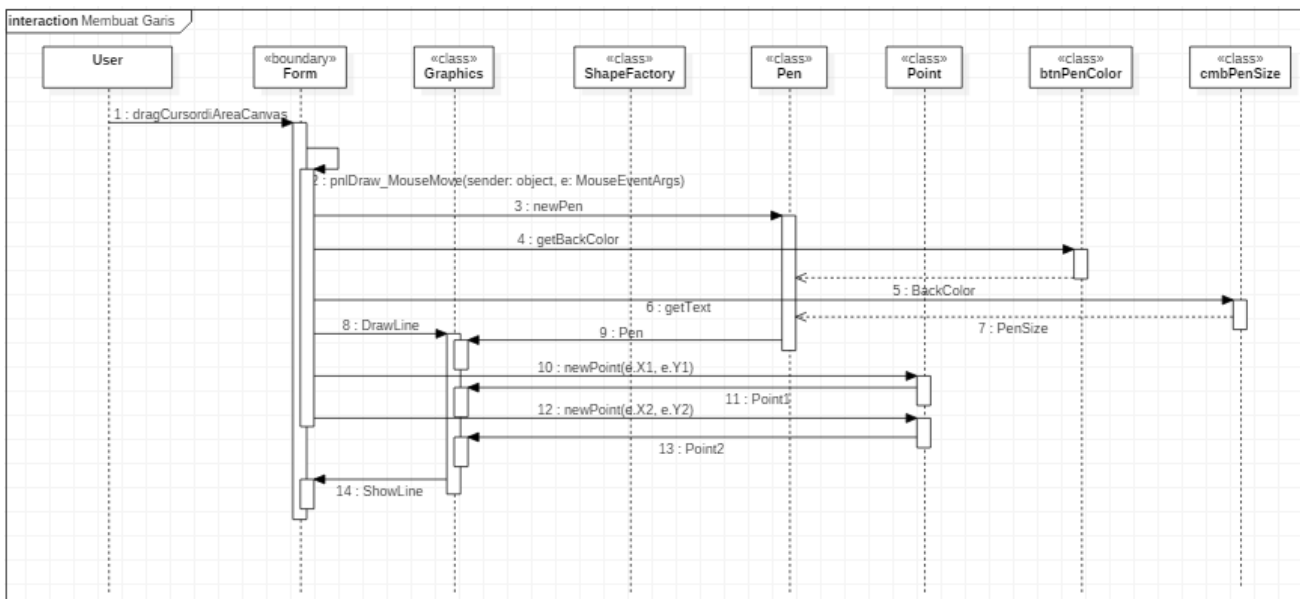 interaction Membuat Garis
User
«boundary»
Form
«class»
Graphics
«class»
ShapeFactory
«class»
Pen
«class»
Point
«class»
btnPenColor
«class»
cmbPenSize
1 : dragCursordiAreaCanvas
2 : pnlDraw_MouseMove(sender: object, e: MouseEventArgs)
3 : newPen
4 : getBackColor
5 : BackColor
6 : getText
7 : PenSize
8 : DrawLine
9 : Pen
10 : newPoint(e.X1, e.Y1)
11 : Point1
12 : newPoint(e.X2, e.Y2)
13 : Point2
14 : ShowLine